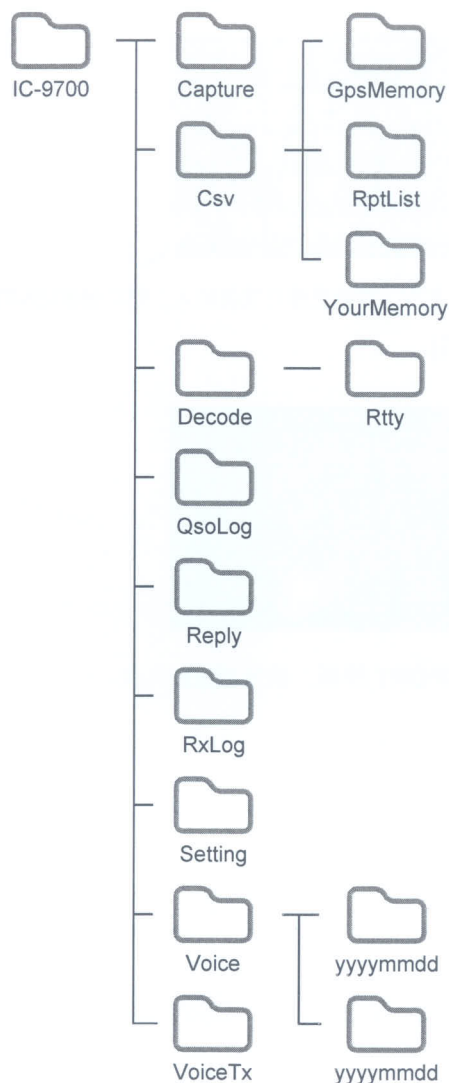 IC-9700 Capture GpsMemory
Csv RptList
YourMemory
Decode Rtty
QsoLog
Reply
RxLog
Setting
Voice yyyymmdd
VoiceTx yyyymmdd